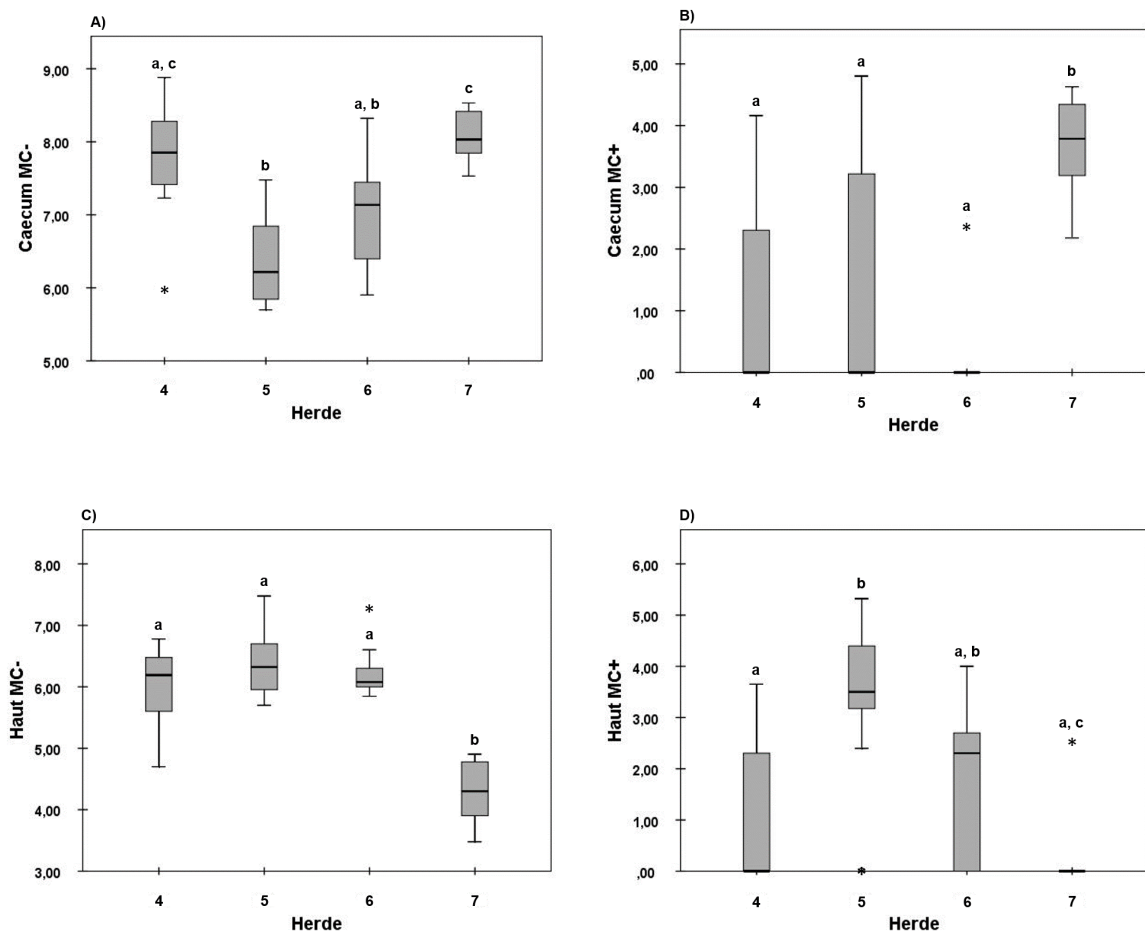 A)
a, c
b
a, b
c
9,00
8,00
7,00
6,00
5,00
Caecum MC-
*
4 5 6 7
Herde
B)
a
a
a
b
5,00
4,00
3,00
2,00
1,00
,00
Caecum MC+
*
4 5 6 7
Herde
C)
a
a
*
a
b
8,00
7,00
6,00
5,00
4,00
3,00
Haut MC-
4 5 6 7
Herde
D)
a
b
a, b
a, c
*
6,00
5,00
4,00
3,00
2,00
1,00
,00
Haut MC+
*
4 5 6 7
Herde